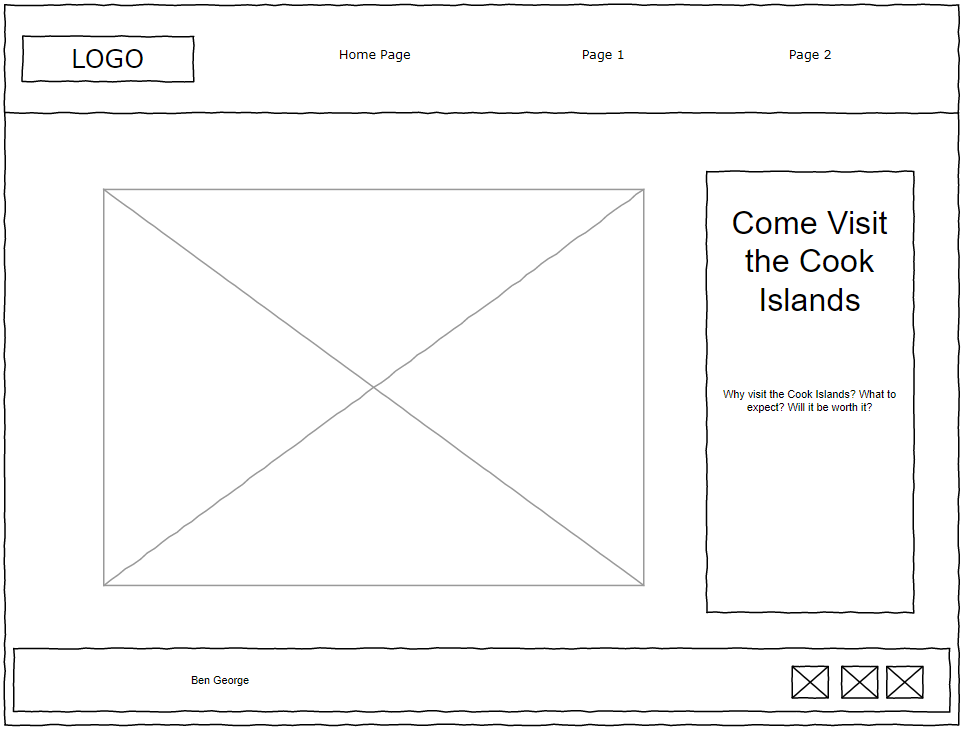 LOGO
Home Page
Page 1
Page 2
Come Visit
the Cook
Islands
Why visit the Cook Islands? What to
expect? Will it be worth it?
Ben George